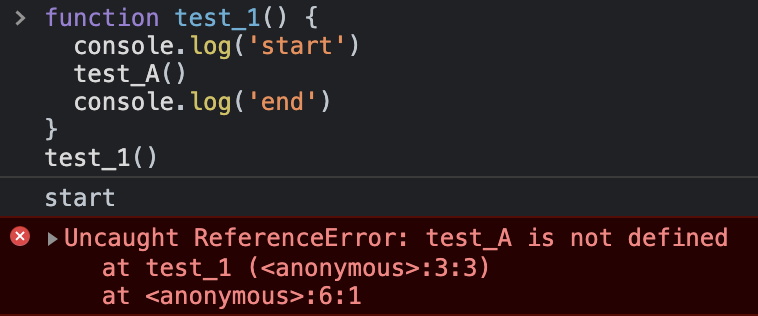 > function test_1() {
console.log('start')
test_A()
console.log('end')
}
test_1()
start
▶Uncaught ReferenceError: test_A is not defined
at test_1 (<anonymous>:3:3)
at <anonymous>:6:1